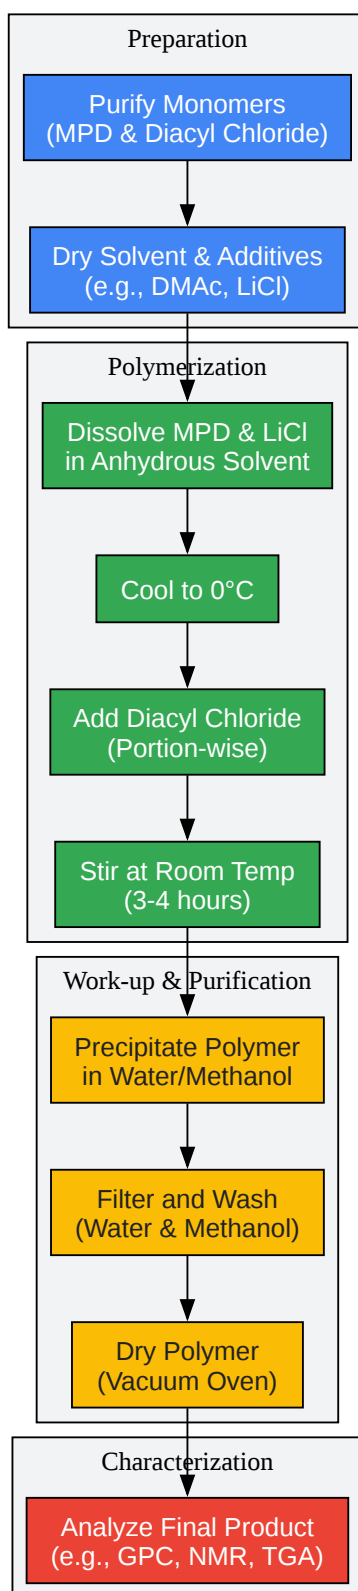 Preparation
Purify Monomers
(MPD & Diacyl Chloride)
Dry Solvent & Additives
(e.g., DMAc, LiCl)
Polymerization
Dissolve MPD & LiCl
in Anhydrous Solvent
Cool to 0°C
Add Diacyl Chloride
(Portion-wise)
Stir at Room Temp
(3-4 hours)
Work-up & Purification
Precipitate Polymer
in Water/Methanol
Filter and Wash
(Water & Methanol)
Dry Polymer
(Vacuum Oven)
Characterization
Analyze Final Product
(e.g., GPC, NMR, TGA)